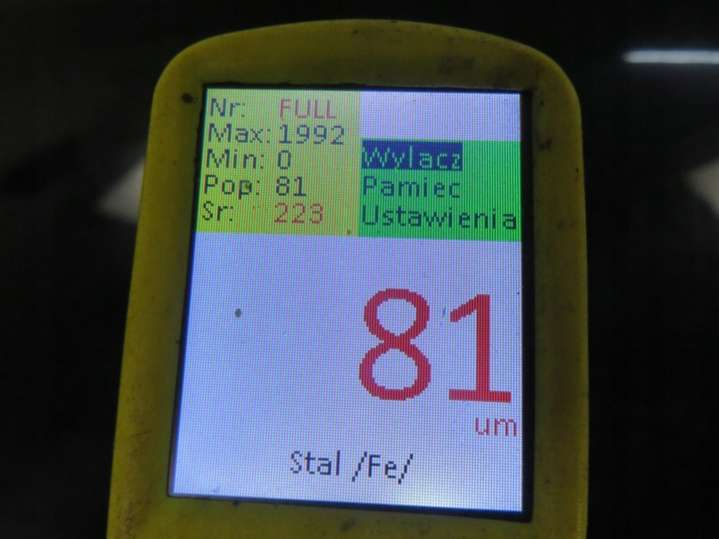 Nr: FULL
Max: 1992
Min: 0
Pop: 81
Sr: 223
Wylacz
Pamiec
Ustawienia
81
um
Stal /Fe/